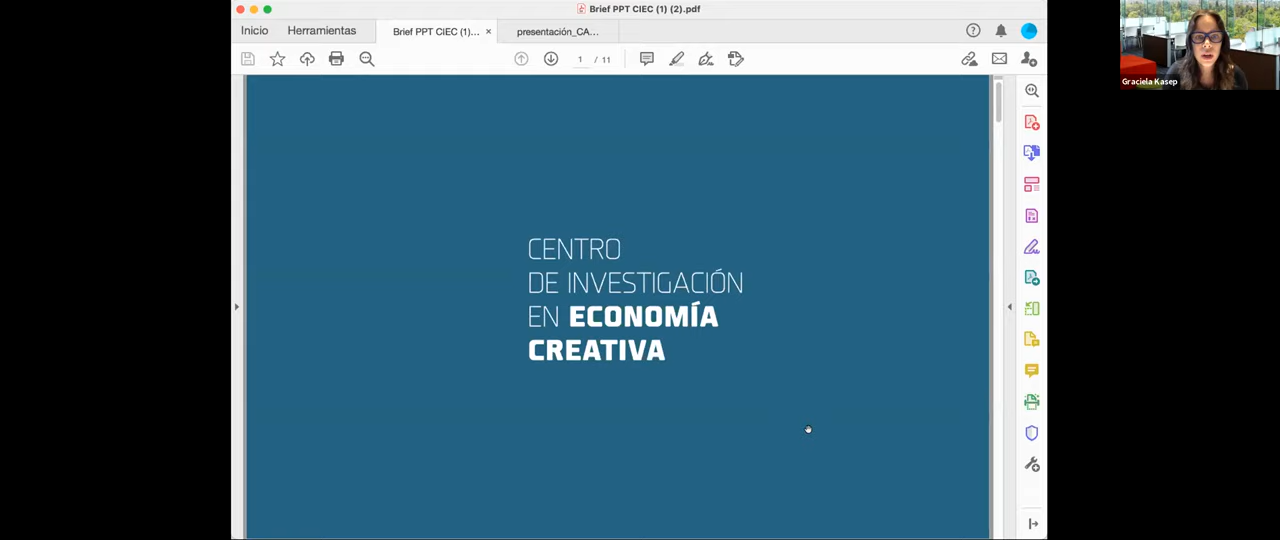 Brief PPT CIEC (1) (2).pdf
Inicio
Herramientas
Brief PPT CIEC (1)...
×
presentación_CA...
1 / 11
Graciela Kasep
CENTRO
DE INVESTIGACIÓN
EN ECONOMÍA
CREATIVA